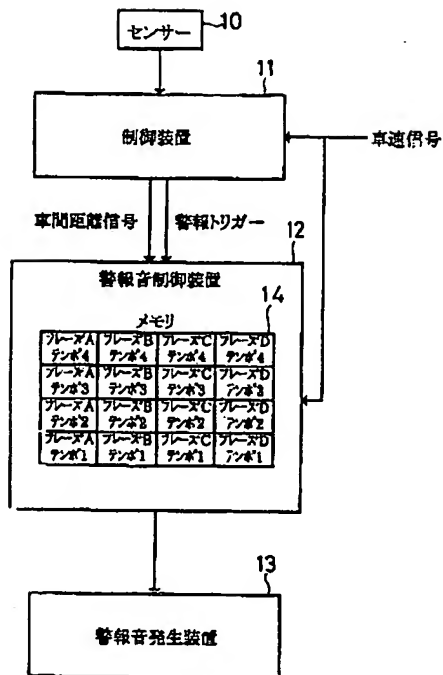 センサー 10
11
制御装置
車速信号
車間距離信号 警報トリガー
12
警報音制御装置
メモリ 14
フレーズA フレーズB フレーズC フレーズD
テンポ4 テンポ4 テンポ4 テンポ4
フレーズA フレーズB フレーズC フレーズD
テンポ3 テンポ3 テンポ3 テンポ3
フレーズA フレーズB フレーズC フレーズD
テンポ2 テンポ2 テンポ2 テンポ2
フレーズA フレーズB フレーズC フレーズD
テンポ1 テンポ1 テンポ1 テンポ1
13
警報音発生装置